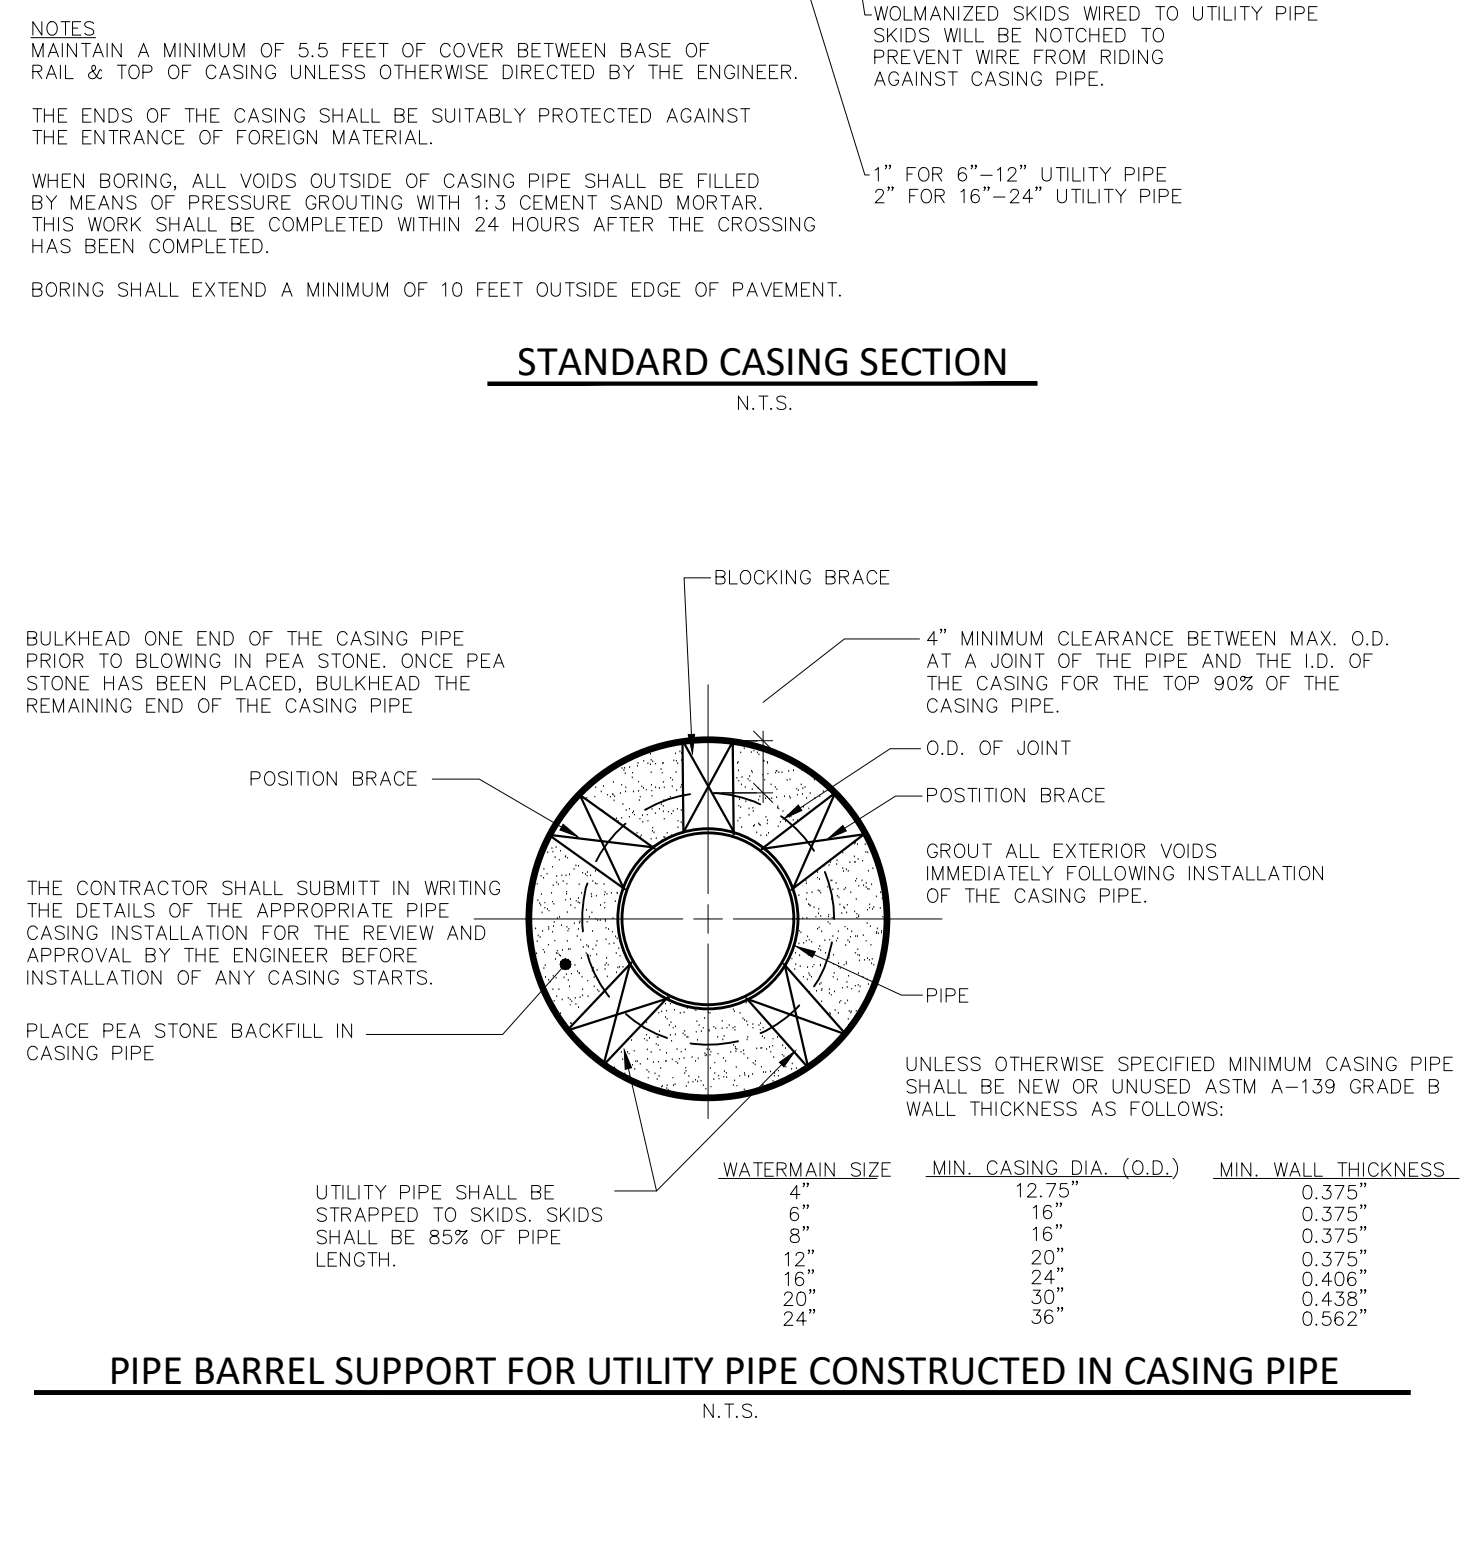 WOLMANIZED SKIDS WIRED TO UTILITY PIPE
SKIDS WILL BE NOTCHED TO
PREVENT WIRE FROM RIDING
AGAINST CASING PIPE.
NOTES
MAINTAIN A MINIMUM OF 5.5 FEET OF COVER BETWEEN BASE OF
RAIL & TOP OF CASING UNLESS OTHERWISE DIRECTED BY THE ENGINEER.
THE ENDS OF THE CASING SHALL BE SUITABLY PROTECTED AGAINST
THE ENTRANCE OF FOREIGN MATERIAL.
WHEN BORING, ALL VOIDS OUTSIDE OF CASING PIPE SHALL BE FILLED
BY MEANS OF PRESSURE GROUTING WITH 1:3 CEMENT SAND MORTAR.
THIS WORK SHALL BE COMPLETED WITHIN 24 HOURS AFTER THE CROSSING
HAS BEEN COMPLETED.
BORING SHALL EXTEND A MINIMUM OF 10 FEET OUTSIDE EDGE OF PAVEMENT.
1” FOR 6”–12” UTILITY PIPE
2” FOR 16”–24” UTILITY PIPE
STANDARD CASING SECTION
N.T.S.
BLOCKING BRACE
BULKHEAD ONE END OF THE CASING PIPE
PRIOR TO BLOWING IN PEA STONE. ONCE PEA
STONE HAS BEEN PLACED, BULKHEAD THE
REMAINING END OF THE CASING PIPE
4” MINIMUM CLEARANCE BETWEEN MAX. O.D.
AT A JOINT OF THE PIPE AND THE I.D. OF
THE CASING FOR THE TOP 90% OF THE
CASING PIPE.
O.D. OF JOINT
POSITION BRACE
POSTITION BRACE
GROUT ALL EXTERIOR VOIDS
IMMEDIATELY FOLLOWING INSTALLATION
OF THE CASING PIPE.
THE CONTRACTOR SHALL SUBMITT IN WRITING
THE DETAILS OF THE APPROPRIATE PIPE
CASING INSTALLATION FOR THE REVIEW AND
APPROVAL BY THE ENGINEER BEFORE
INSTALLATION OF ANY CASING STARTS.
PIPE
PLACE PEA STONE BACKFILL IN
CASING PIPE
UNLESS OTHERWISE SPECIFIED MINIMUM CASING PIPE
SHALL BE NEW OR UNUSED ASTM A–139 GRADE B
WALL THICKNESS AS FOLLOWS:
UTILITY PIPE SHALL BE
STRAPPED TO SKIDS. SKIDS
SHALL BE 85% OF PIPE
LENGTH.
WATERMAIN SIZE MIN. CASING DIA. (O.D.) MIN. WALL THICKNESS
4” 12.75” 0.375”
6” 16” 0.375”
8” 16” 0.375”
12” 20” 0.375”
16” 24” 0.406”
20” 30” 0.438”
24” 36” 0.562”
PIPE BARREL SUPPORT FOR UTILITY PIPE CONSTRUCTED IN CASING PIPE
N.T.S.